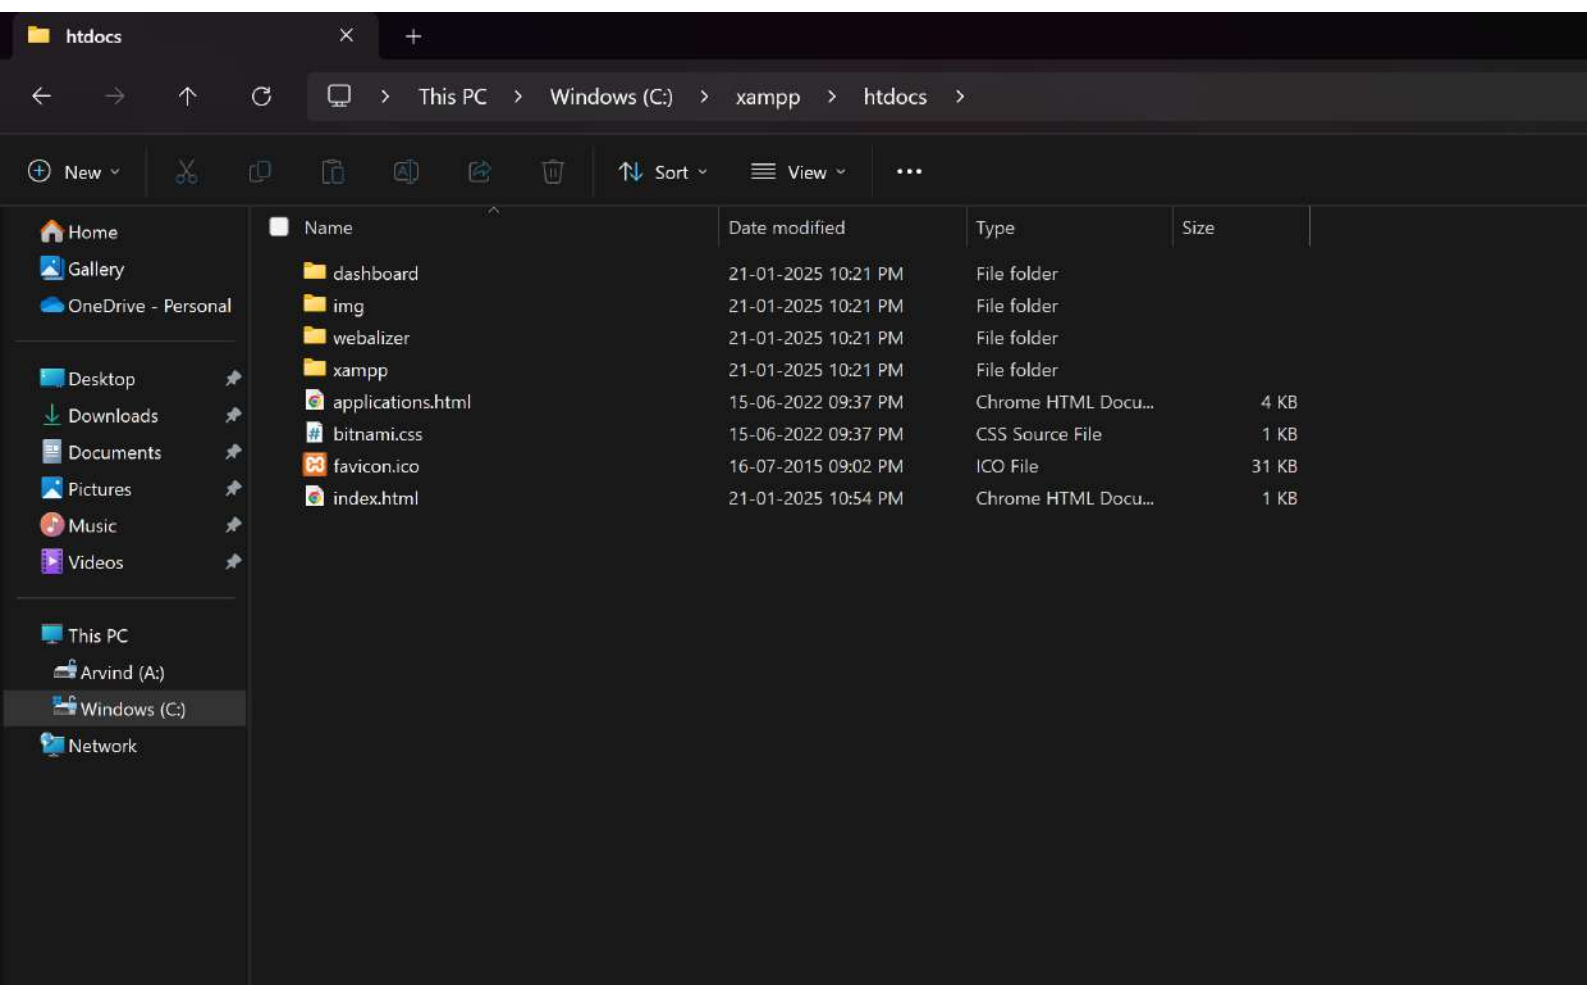 htdocs
This PC > Windows (C:) > xampp > htdocs >
New Sort View
Home
Gallery
OneDrive - Personal
Desktop
Downloads
Documents
Pictures
Music
Videos
This PC
Arvind (A:)
Windows (C:)
Network
Name Date modified Type Size
dashboard 21-01-2025 10:21 PM File folder
img 21-01-2025 10:21 PM File folder
webalizer 21-01-2025 10:21 PM File folder
xampp 21-01-2025 10:21 PM File folder
applications.html 15-06-2022 09:37 PM Chrome HTML Docu... 4 KB
bitnami.css 15-06-2022 09:37 PM CSS Source File 1 KB
favicon.ico 16-07-2015 09:02 PM ICO File 31 KB
index.html 21-01-2025 10:54 PM Chrome HTML Docu... 1 KB